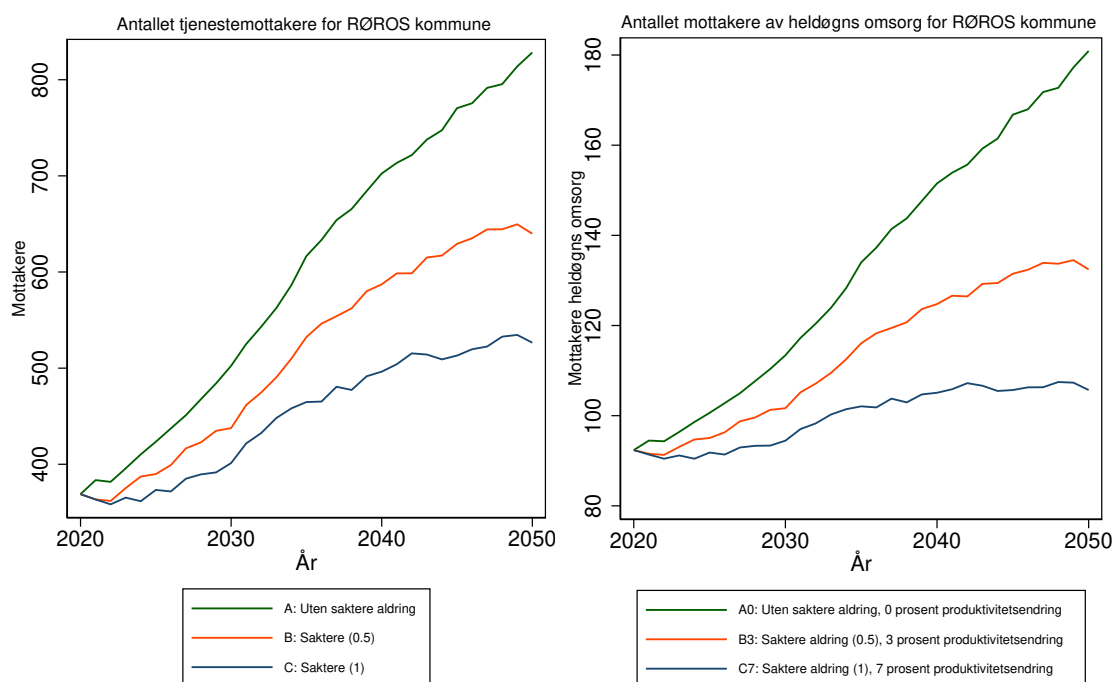 Antallet tjenestemottakere for RØROS kommune
Mottakere
800
700
600
500
400
2020
2030
2040
2050
År
A: Uten saktere aldring
B: Saktere (0.5)
C: Saktere (1)
Antallet mottakere av heldøgns omsorg for RØROS kommune
Mottakere heldøgns omsorg
180
160
140
120
100
80
2020
2030
2040
2050
År
A0: Uten saktere aldring, 0 prosent produktivitetsendring
B3: Saktere aldring (0.5), 3 prosent produktivitetsendring
C7: Saktere aldring (1), 7 prosent produktivitetsendring